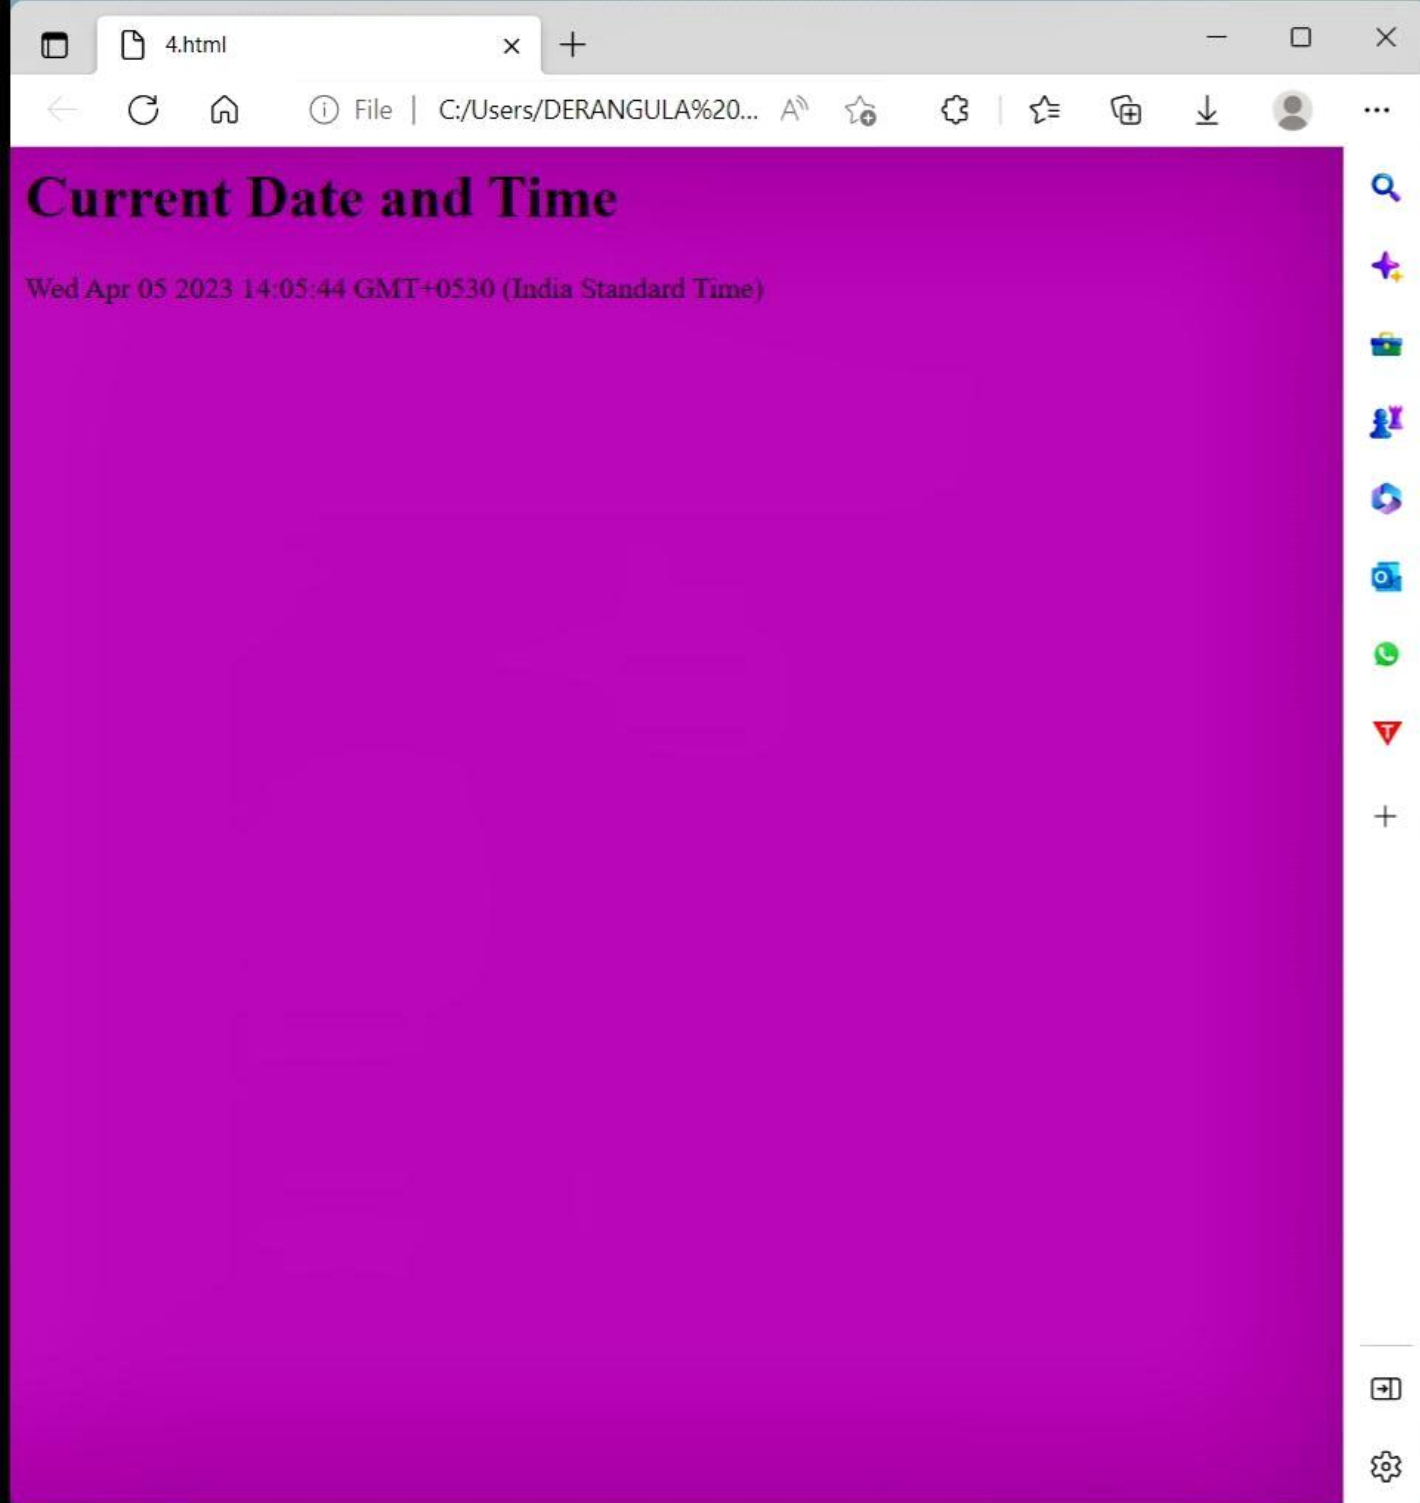 4.html
File | C:/Users/DERANGULA%20...
Current Date and Time
Wed Apr 05 2023 14:05:44 GMT+0530 (India Standard Time)